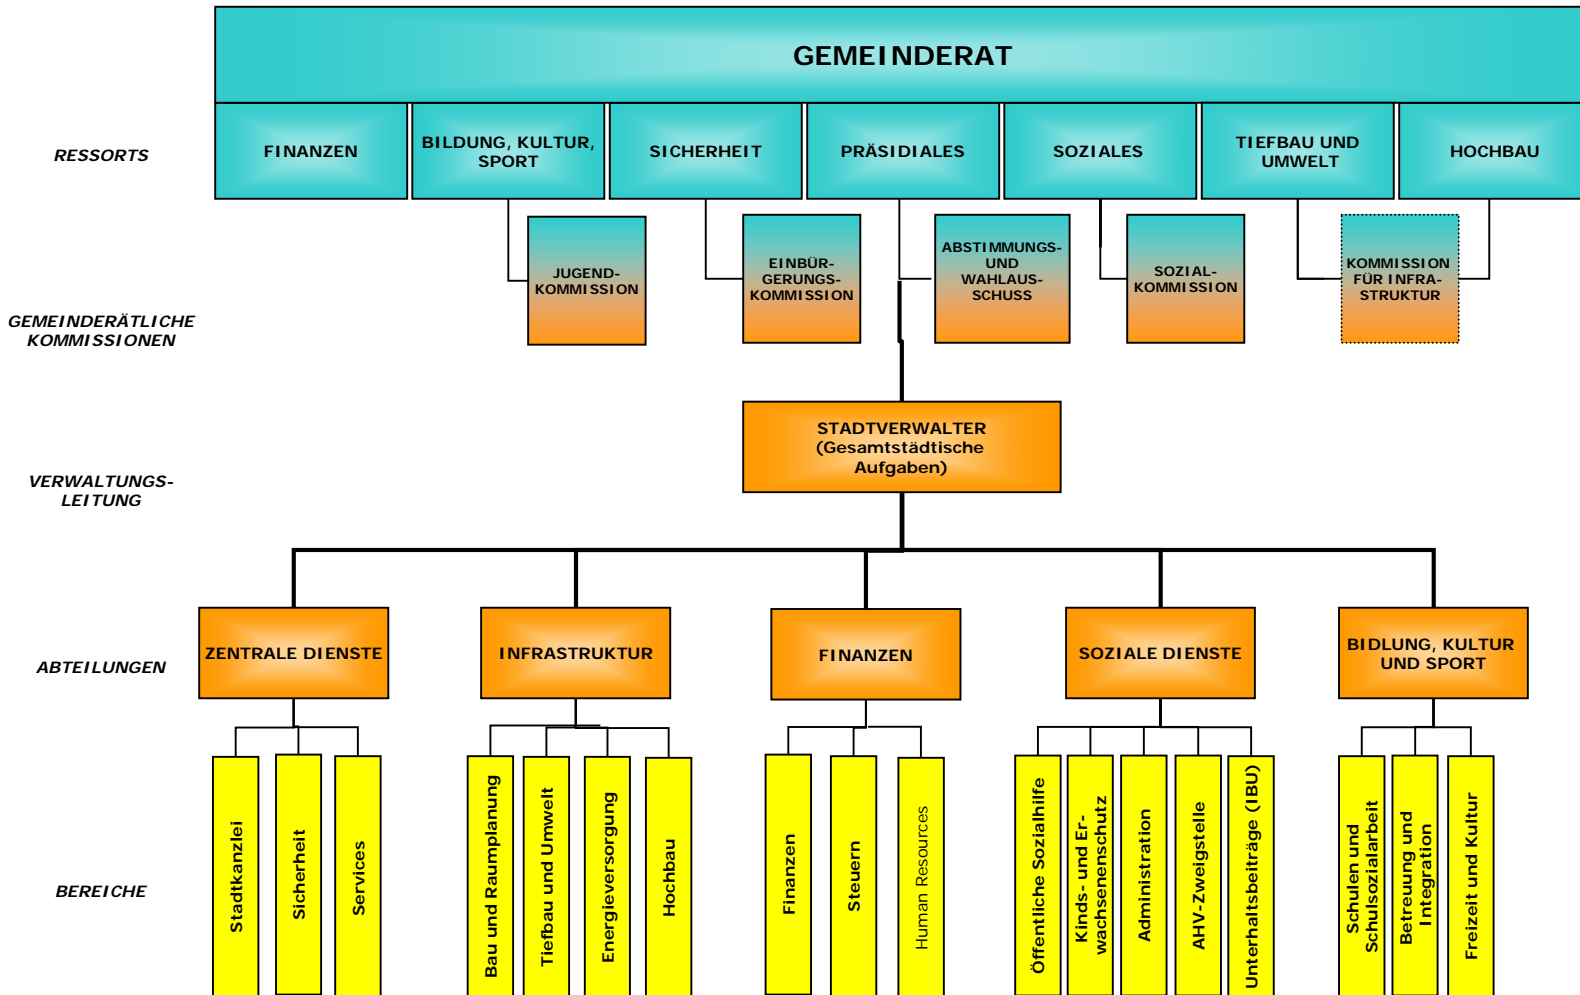 GEMEINDERAT
RESSORTS
FINANZEN
BILDUNG, KULTUR,
SPORT
SICHERHEIT
PRÄSIDIALES
SOZIALES
TIEFBAU UND
UMWELT
HOCHBAU
GEMEINDERÄTLICHE
KOMMISSIONEN
JUGEND-
KOMMISSION
EINBÜR-
GERUNGS-
KOMMISSION
ABSTIMMUNGS-
UND
WAHLAUS-
SCHUSS
SOZIAL-
KOMMISSION
KOMMISSION
FÜR INFRA-
STRUKTUR
VERWALTUNGS-
LEITUNG
STADTVERWALTER
(Gesamtstädtische
Aufgaben)
ABTEILUNGEN
ZENTRALE DIENSTE
INFRASTRUKTUR
FINANZEN
SOZIALE DIENSTE
BIDLUNG, KULTUR
UND SPORT
BEREICHE
Stadtkanzlei
Sicherheit
Services
Bau und Raumplanung
Tiefbau und Umwelt
Energieversorgung
Hochbau
Finanzen
Steuern
Human Resources
Öffentliche Sozialhilfe
Kinds- und Er-
wachsenenschutz
Administration
AHV-Zweigstelle
Unterhaltsbeiträge (IBU)
Schulen und
Schulsozialarbeit
Betreuung und
Integration
Freizeit und Kultur